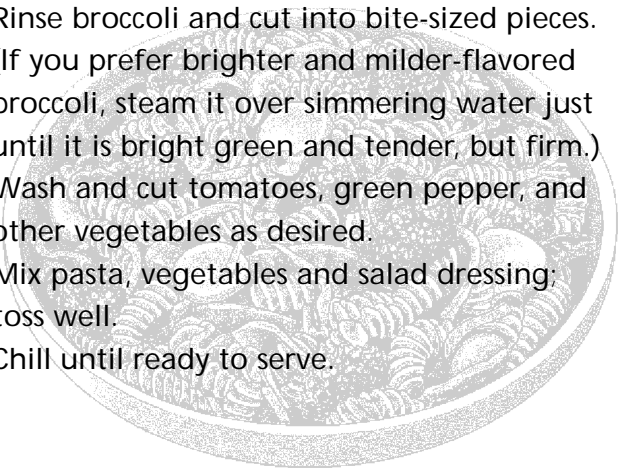 Rinse broccoli and cut into bite-sized pieces.
(If you prefer brighter and milder-flavored
broccoli, steam it over simmering water just
until it is bright green and tender, but firm.)
Wash and cut tomatoes, green pepper, and
other vegetables as desired.
Mix pasta, vegetables and salad dressing;
toss well.
Chill until ready to serve.